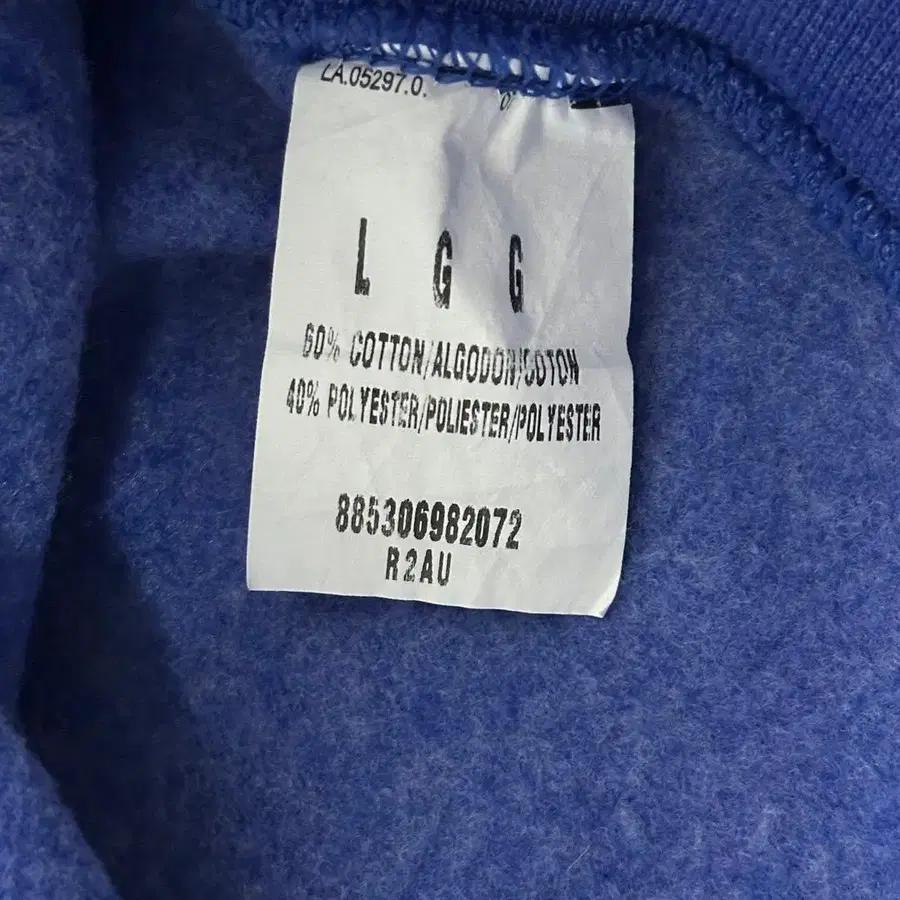 LA.05297.0.
L G G
60% COTTON/ALGODON/COTON
40% POLYESTER/POLIESTER/POLYESTER
885306982072
R2AU